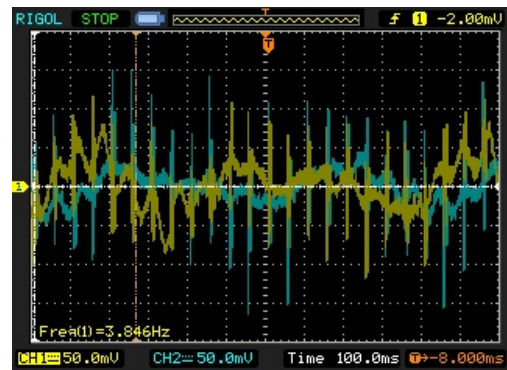 RIGOL STOP T f 1 -2.00mV
T
1
Freq(1)=3.846Hz
CH1 50.0mV CH2 50.0mV Time 100.0ms T→-8.000ms